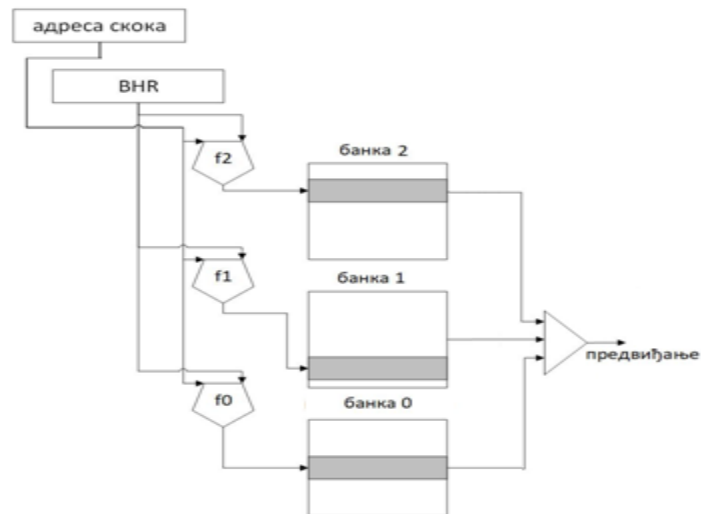 адреса скока
BHR
f2
банка 2
f1
банка 1
предвиђање
f0
банка 0